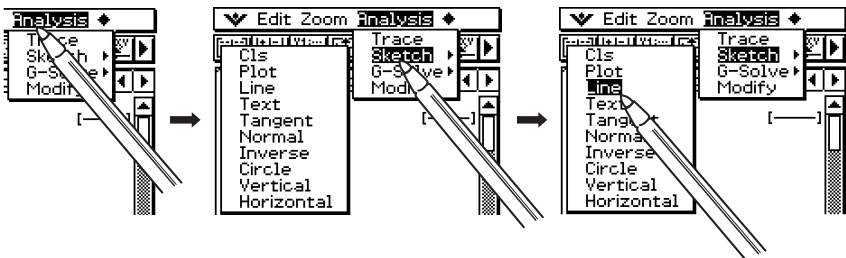 Analysis
Trace
Sketch
G-Solve
Modify
Edit Zoom Analysis
Cls
Plot
Line
Text
Tangent
Normal
Inverse
Circle
Vertical
Horizontal
Trace
Sketch
G-Solve
Modify
Edit Zoom Analysis
Cls
Plot
Line
Text
Tangent
Normal
Inverse
Circle
Vertical
Horizontal
Trace
Sketch
G-Solve
Modify